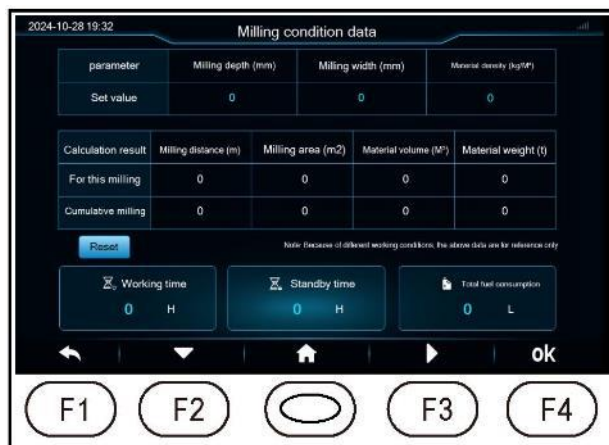 2024-10-28 19:32
Milling condition data
parameter Milling depth (mm) Milling width (mm) Material density (kg/M³)
Set value 0 0 0
Calculation result Milling distance (m) Milling area (m2) Material volume (M³) Material weight (t)
For this milling 0 0 0 0
Cumulative milling 0 0 0 0
Reset Note: Because of different working conditions, the above data are for reference only
Working time Standby time Total fuel consumption
0 H 0 H 0 L
ok
F1 F2 F3 F4